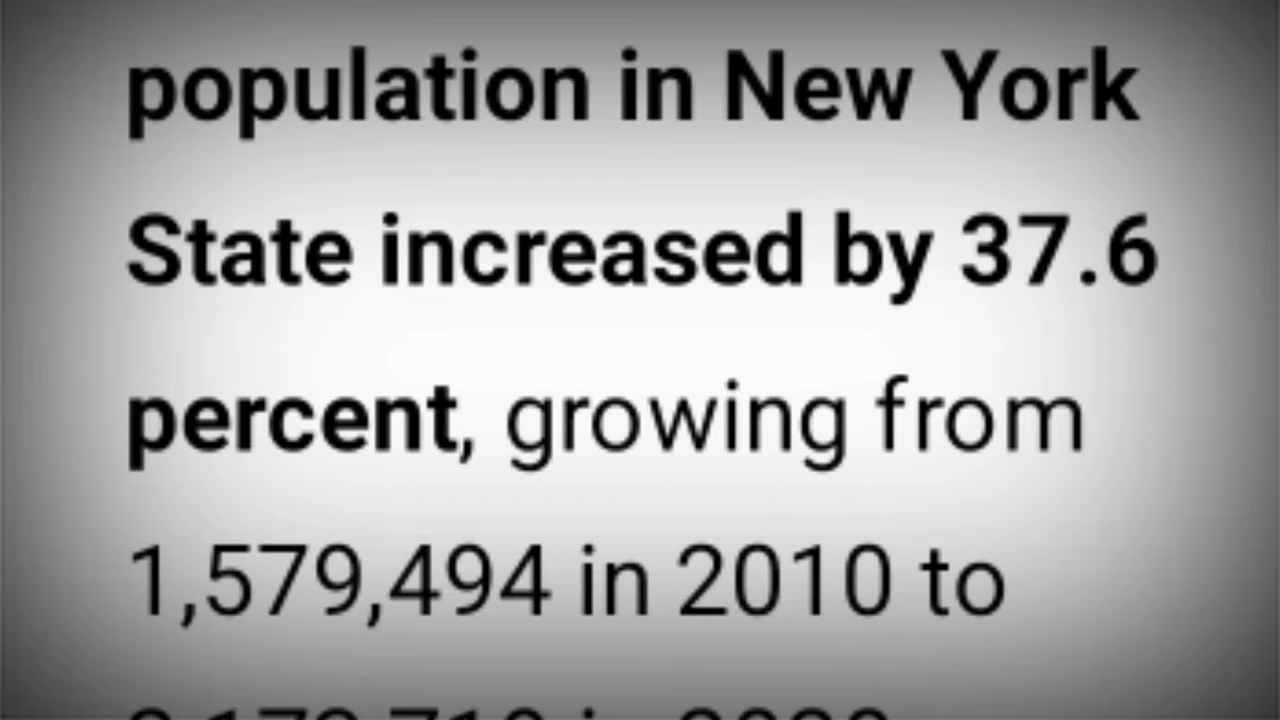 population in New York
State increased by 37.6
percent, growing from
1,579,494 in 2010 to